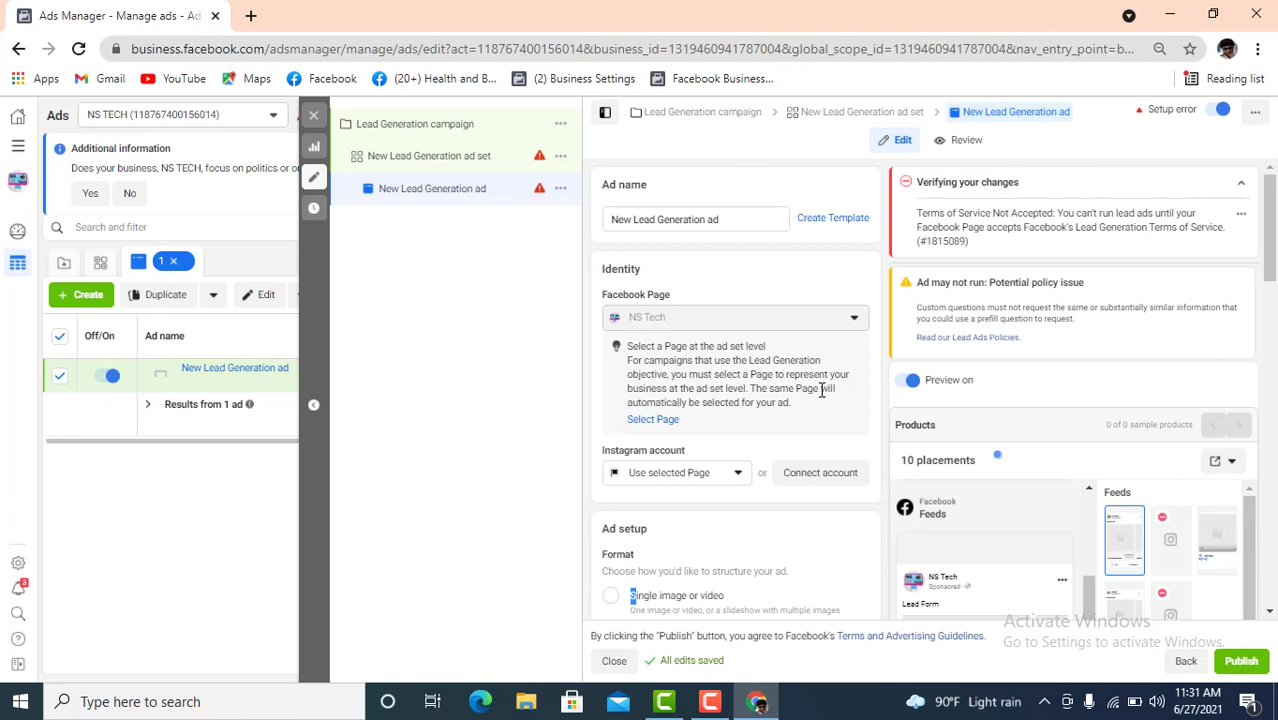 Ads Manager - Manage ads - Ad
business.facebook.com/adsmanager/manage/ads/edit?act=118767400156014&business_id=1319460941787004&global_scope_id=1319460941787004&nav_entry_point=b...
Apps
Gmail
YouTube
Maps
Facebook
(20+) Health and B...
(2) Business Settings
Facebook Business...
Reading list
Ads
NS TECH (118767400156014)
Additional information
Does your business, NS TECH, focus on politics or
Yes
No
Search and filter
1
Create
Duplicate
Edit
Off/On
Ad name
New Lead Generation ad
Results from 1 ad
3
Lead Generation campaign
New Lead Generation ad set
New Lead Generation ad
Lead Generation campaign
New Lead Generation ad set
New Lead Generation ad
Setup error
Edit
Review
Ad name
New Lead Generation ad
Create Template
Identity
Facebook Page
NS Tech
Select a Page at the ad set level
For campaigns that use the Lead Generation
objective, you must select a Page to represent your
business at the ad set level. The same Page will
automatically be selected for your ad.
Select Page
Instagram account
Use selected Page
or
Connect account
Ad setup
Format
Choose how you'd like to structure your ad.
Single image or video
One image or video, or a slideshow with multiple images
Verifying your changes
Terms of Service Not Accepted: You can't run lead ads until your
Facebook Page accepts Facebook's Lead Generation Terms of Service.
(#1815089)
Ad may not run: Potential policy issue
Custom questions must not request the same or substantially similar information that
you could use a prefill question to request.
Read our Lead Ads Policies.
Preview on
Products
0 of 0 sample products
10 placements
Facebook
Feeds
Feeds
NS Tech
Sponsored
Lead Form
Activate Windows
Go to Settings to activate Windows.
By clicking the "Publish" button, you agree to Facebook's Terms and Advertising Guidelines.
Close
All edits saved
Back
Publish
Type here to search
90°F Light rain
11:31 AM
6/27/2021
1